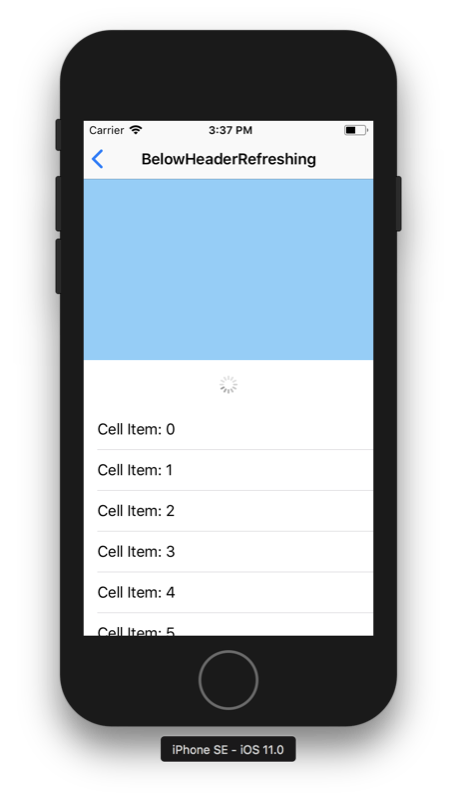 Carrier 3:37 PM
BelowHeaderRefreshing
Cell Item: 0
Cell Item: 1
Cell Item: 2
Cell Item: 3
Cell Item: 4
Cell Item: 5
iPhone SE - iOS 11.0